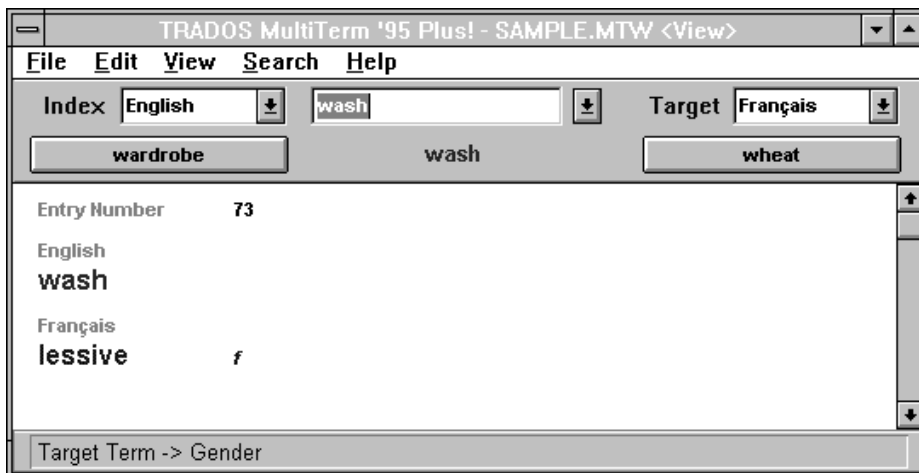 TRADOS MultiTerm '95 Plus! - SAMPLE.MTW <View>
File Edit View Search Help
Index English wash Target Français
wardrobe wash wheat
Entry Number 73
English
wash
Français
lessive f
Target Term -> Gender